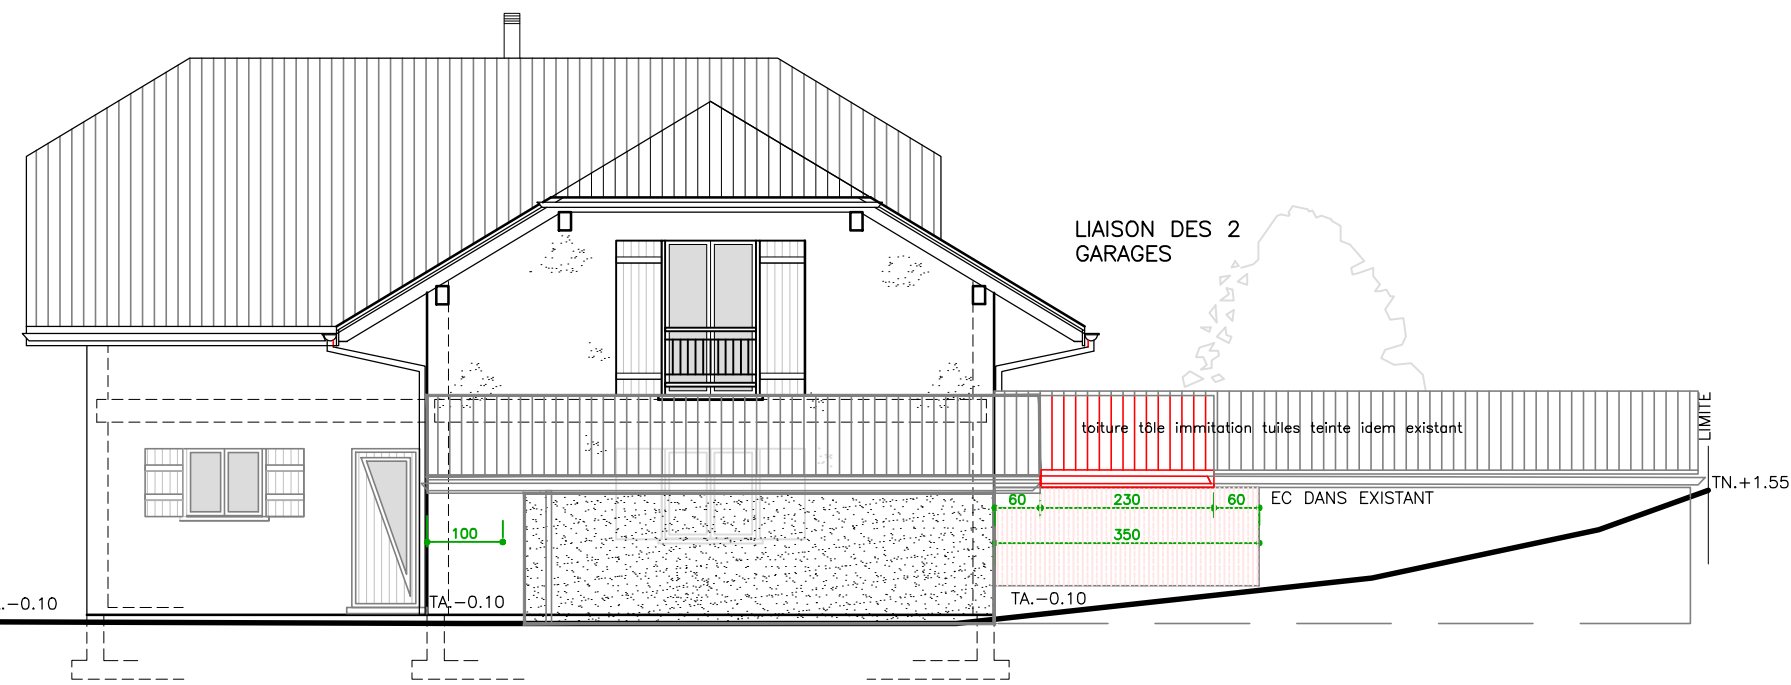 LIAISON DES 2
GARAGES
LIMITE
toiture tôle immitation tuiles teinte idem existant
TN.+1.55
60 230 60 EC DANS EXISTANT
100 350
.-0.10 TA.-0.10 TA.-0.10